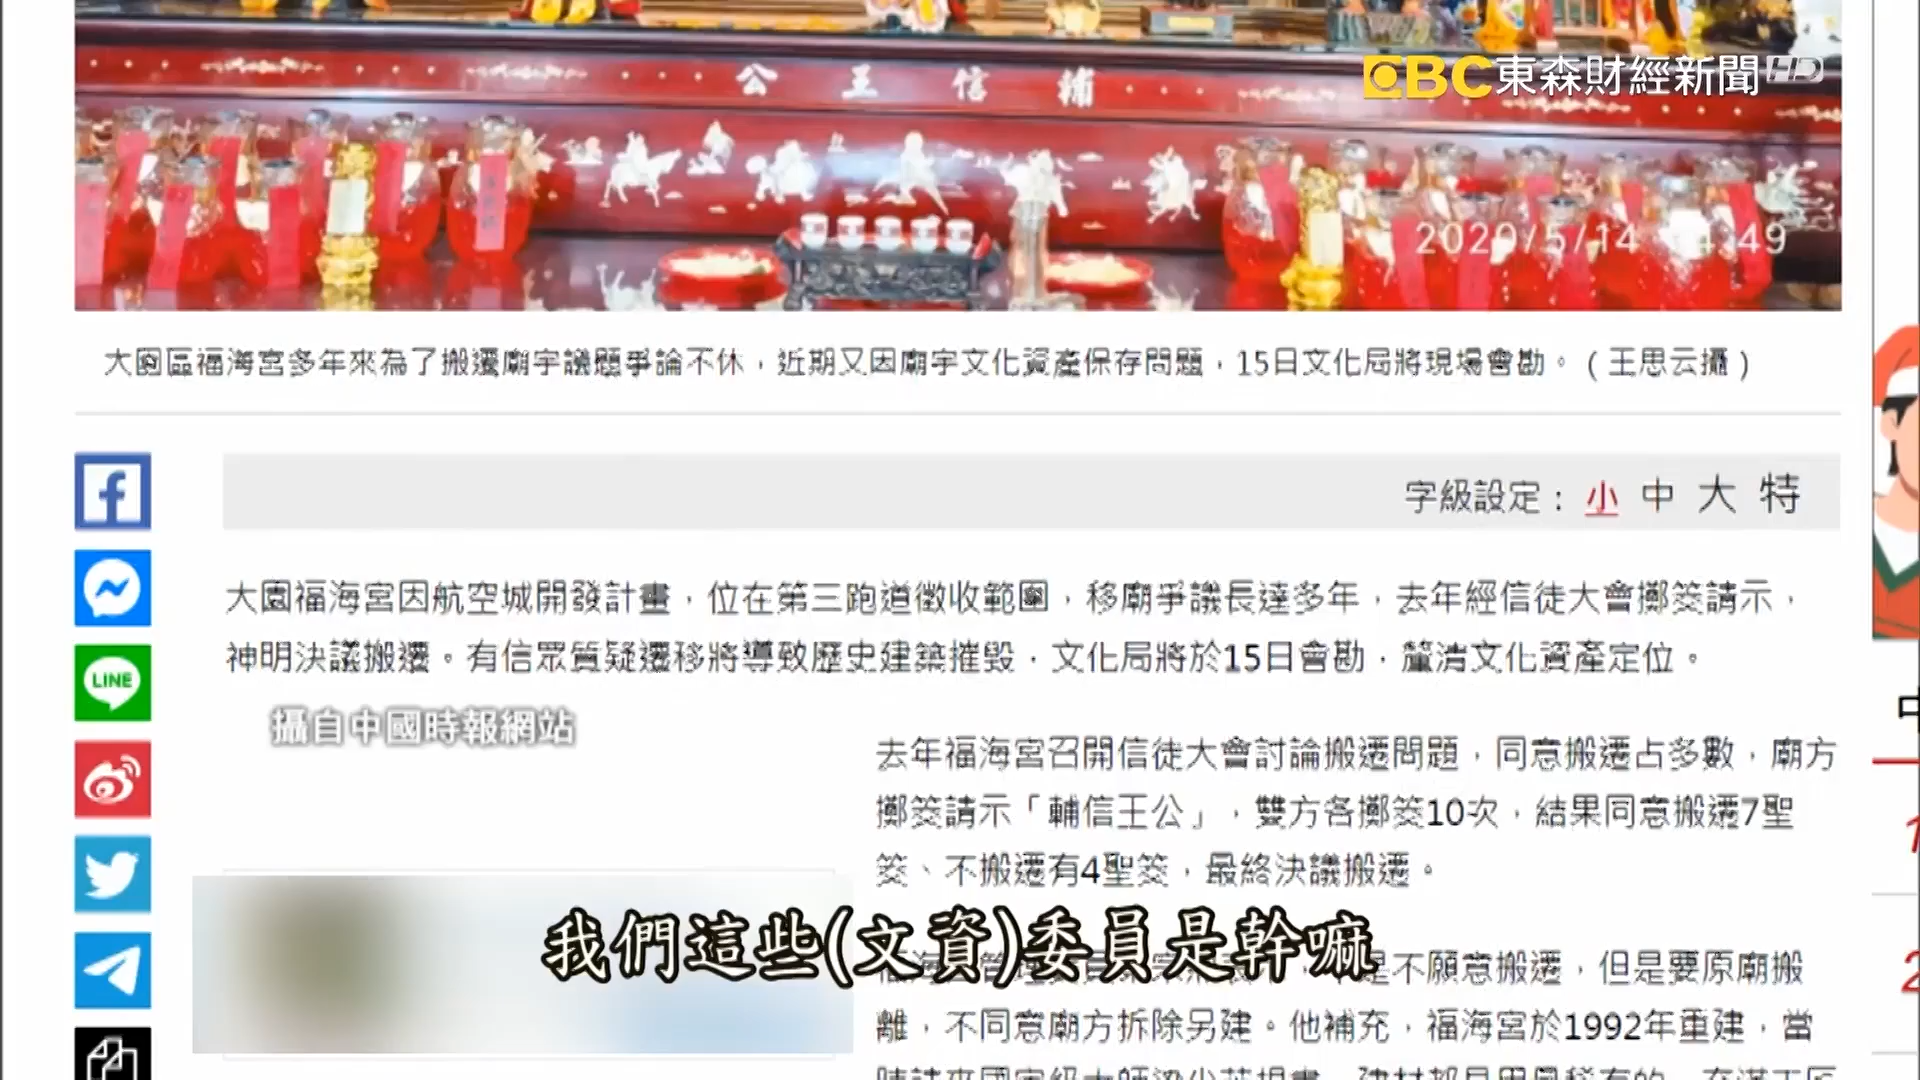 EBC東森財經新聞HD
公王信輔
2020/5/14
大園區福海宮多年來為了搬遷廟宇議題爭論不休，近期又因廟宇文化資產保存問題，15日文化局將現場會勘。（王思云攝）
字級設定：小 中 大 特
大園福海宮因航空城開發計畫，位在第三跑道徵收範圍，移廟爭議長達多年，去年經信徒大會擲筊請示，
神明決議搬遷。有信眾質疑遷移將導致歷史建築摧毀，文化局將於15日會勘，釐清文化資產定位。
LINE
攝自中國時報網站
去年福海宮召開信徒大會討論搬遷問題，同意搬遷占多數，廟方
擲筊請示「輔信王公」，雙方各擲筊10次，結果同意搬遷7聖
筊、不搬遷有4聖筊，最終決議搬遷。
我們這些(文資)委員是幹嘛
是不願意搬遷，但是要原廟搬
離，不同意廟方拆除另建。他補充，福海宮於1992年重建，當